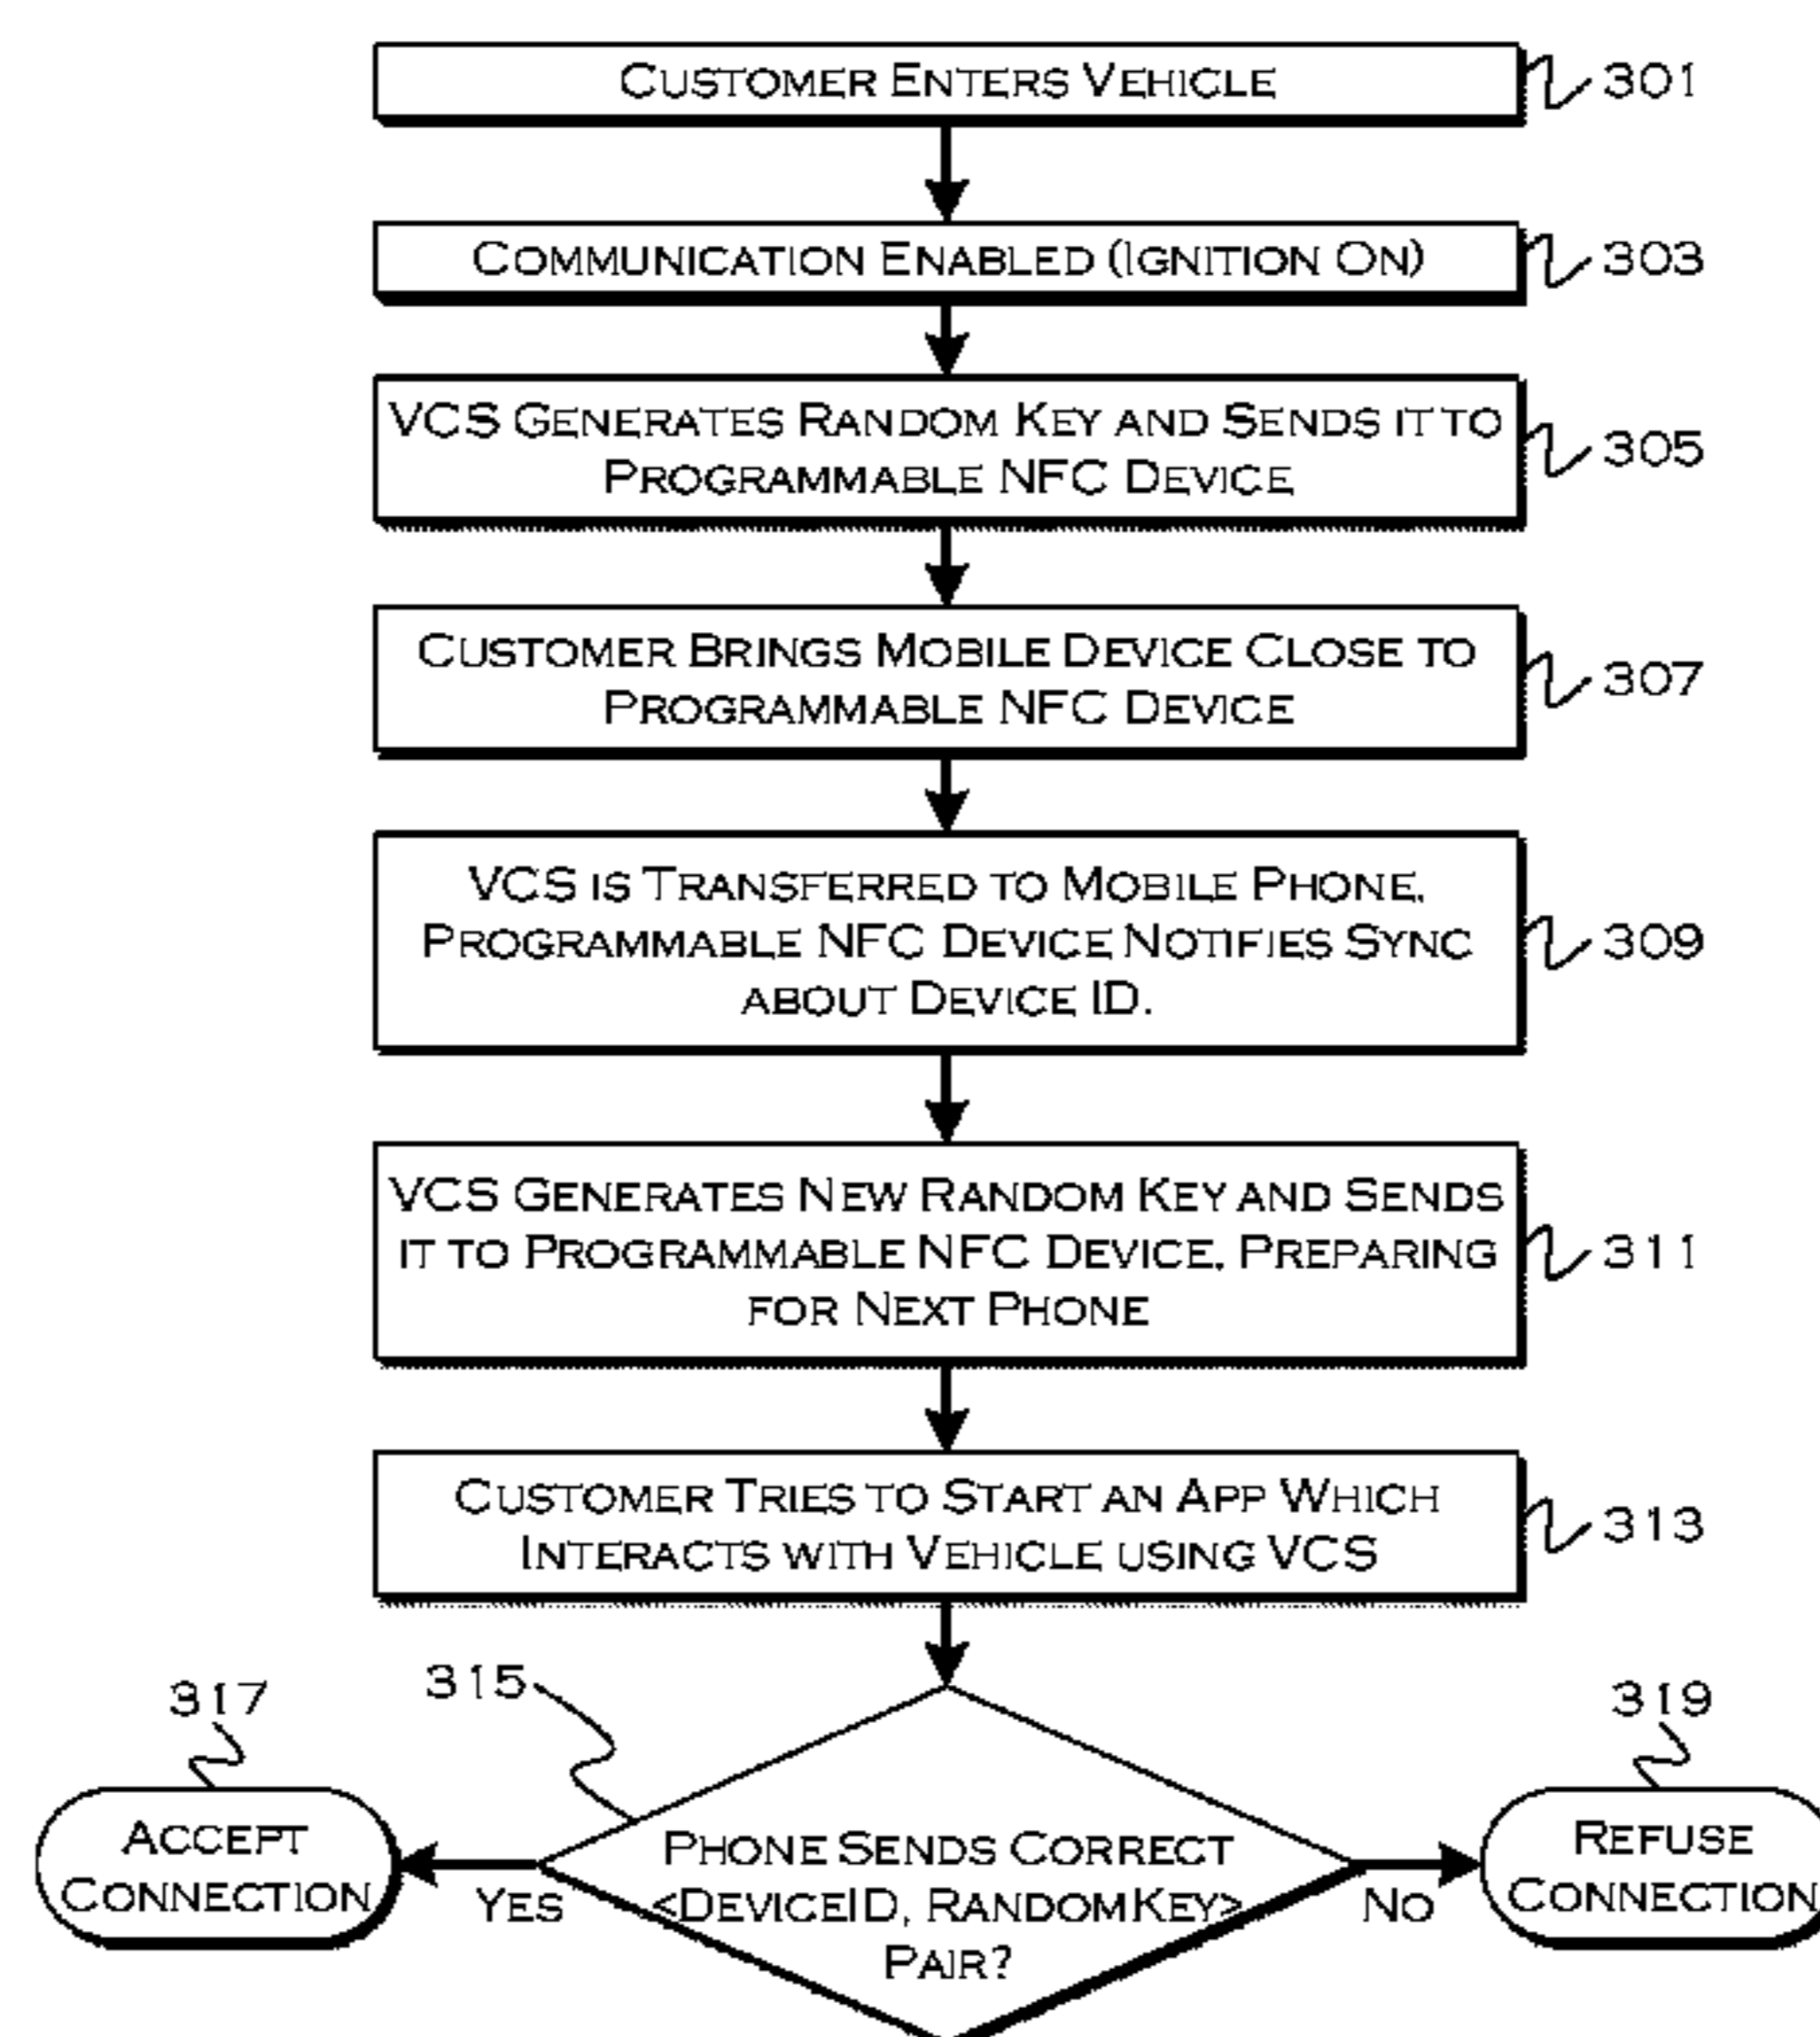 CUSTOMER ENTERS VEHICLE
301
COMMUNICATION ENABLED (IGNITION ON)
303
VCS GENERATES RANDOM KEY AND SENDS IT TO
PROGRAMMABLE NFC DEVICE
305
CUSTOMER BRINGS MOBILE DEVICE CLOSE TO
PROGRAMMABLE NFC DEVICE
307
VCS IS TRANSFERRED TO MOBILE PHONE.
PROGRAMMABLE NFC DEVICE NOTIFIES SYNC
ABOUT DEVICE ID.
309
VCS GENERATES NEW RANDOM KEY AND SENDS
IT TO PROGRAMMABLE NFC DEVICE, PREPARING
FOR NEXT PHONE
311
CUSTOMER TRIES TO START AN APP WHICH
INTERACTS WITH VEHICLE USING VCS
313
315
317
319
ACCEPT
CONNECTION
YES
PHONE SENDS CORRECT
<DEVICEID, RANDOMKEY>
PAIR?
NO
REFUSE
CONNECTION